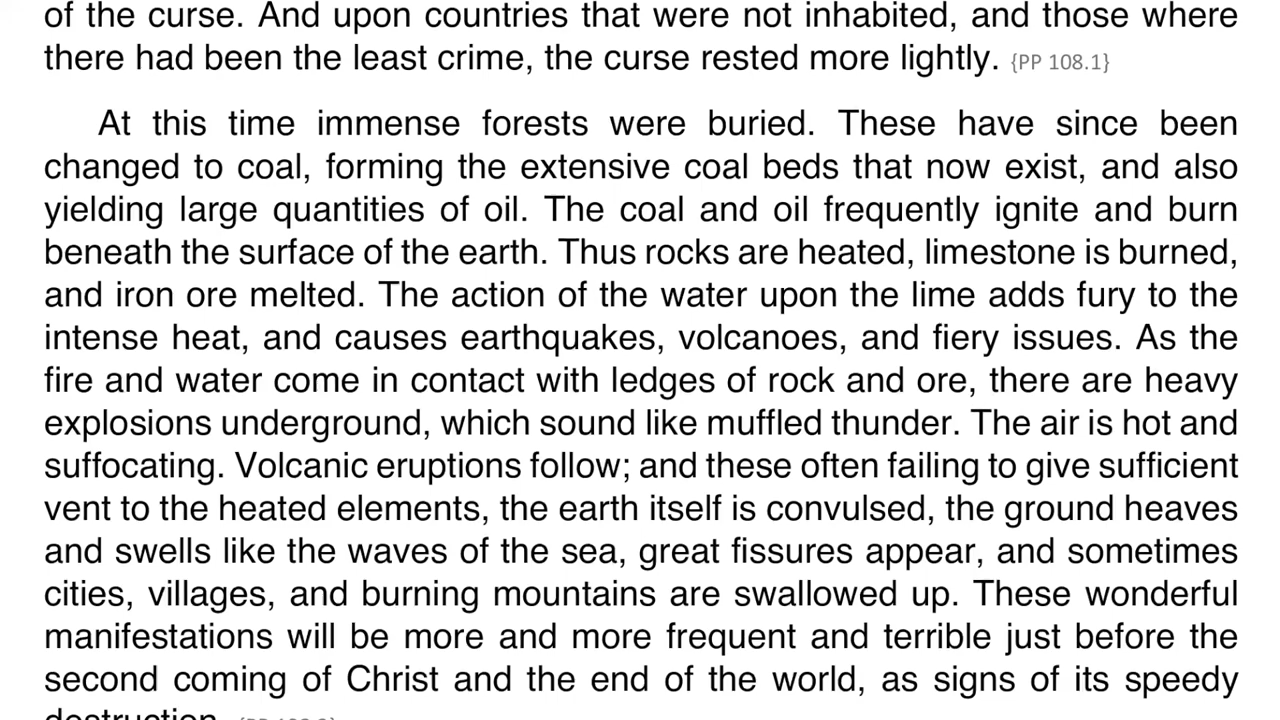 of the curse. And upon countries that were not inhabited, and those where
there had been the least crime, the curse rested more lightly. {PP 108.1}
At this time immense forests were buried. These have since been
changed to coal, forming the extensive coal beds that now exist, and also
yielding large quantities of oil. The coal and oil frequently ignite and burn
beneath the surface of the earth. Thus rocks are heated, limestone is burned,
and iron ore melted. The action of the water upon the lime adds fury to the
intense heat, and causes earthquakes, volcanoes, and fiery issues. As the
fire and water come in contact with ledges of rock and ore, there are heavy
explosions underground, which sound like muffled thunder. The air is hot and
suffocating. Volcanic eruptions follow; and these often failing to give sufficient
vent to the heated elements, the earth itself is convulsed, the ground heaves
and swells like the waves of the sea, great fissures appear, and sometimes
cities, villages, and burning mountains are swallowed up. These wonderful
manifestations will be more and more frequent and terrible just before the
second coming of Christ and the end of the world, as signs of its speedy
destruction.